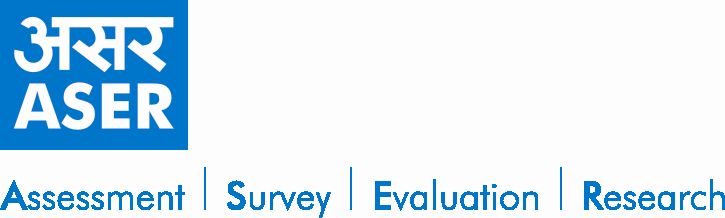 असर
ASER
Assessment | Survey | Evaluation | Research